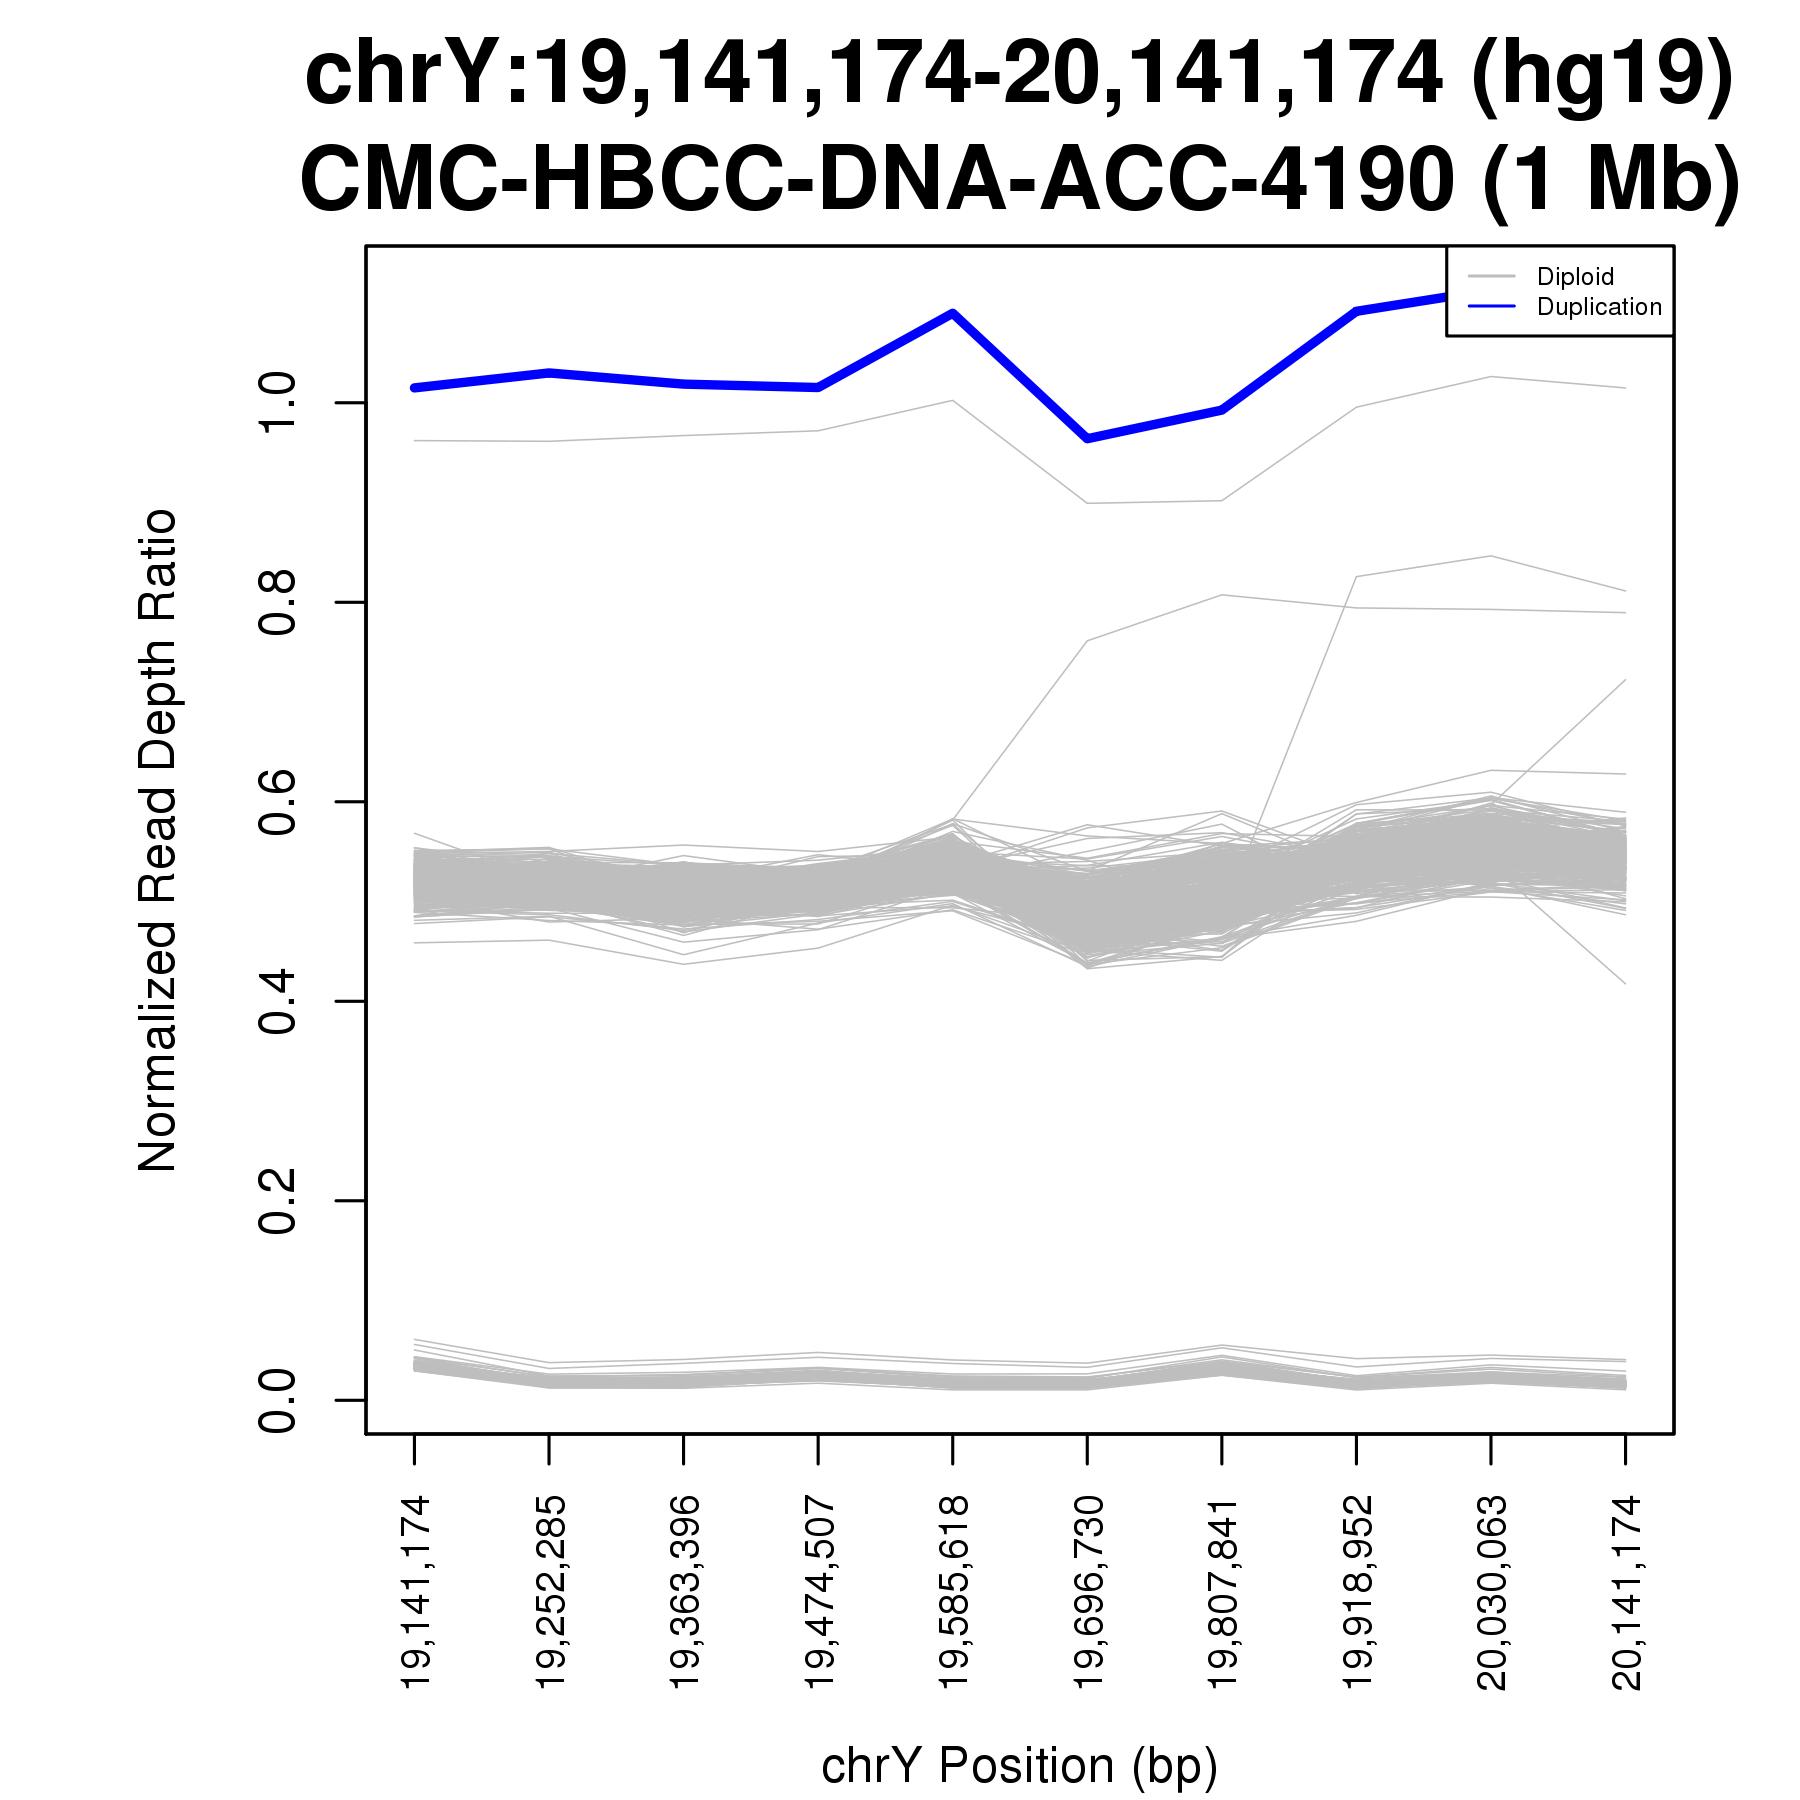 chrY:19,141,174-20,141,174 (hg19)
CMC-HBCC-DNA-ACC-4190 (1 Mb)
Diploid
Duplication
Normalized Read Depth Ratio
1.0
0.8
0.6
0.4
0.2
0.0
19,141,174
19,252,285
19,363,396
19,474,507
19,585,618
19,696,730
19,807,841
19,918,952
20,030,063
20,141,174
chrY Position (bp)